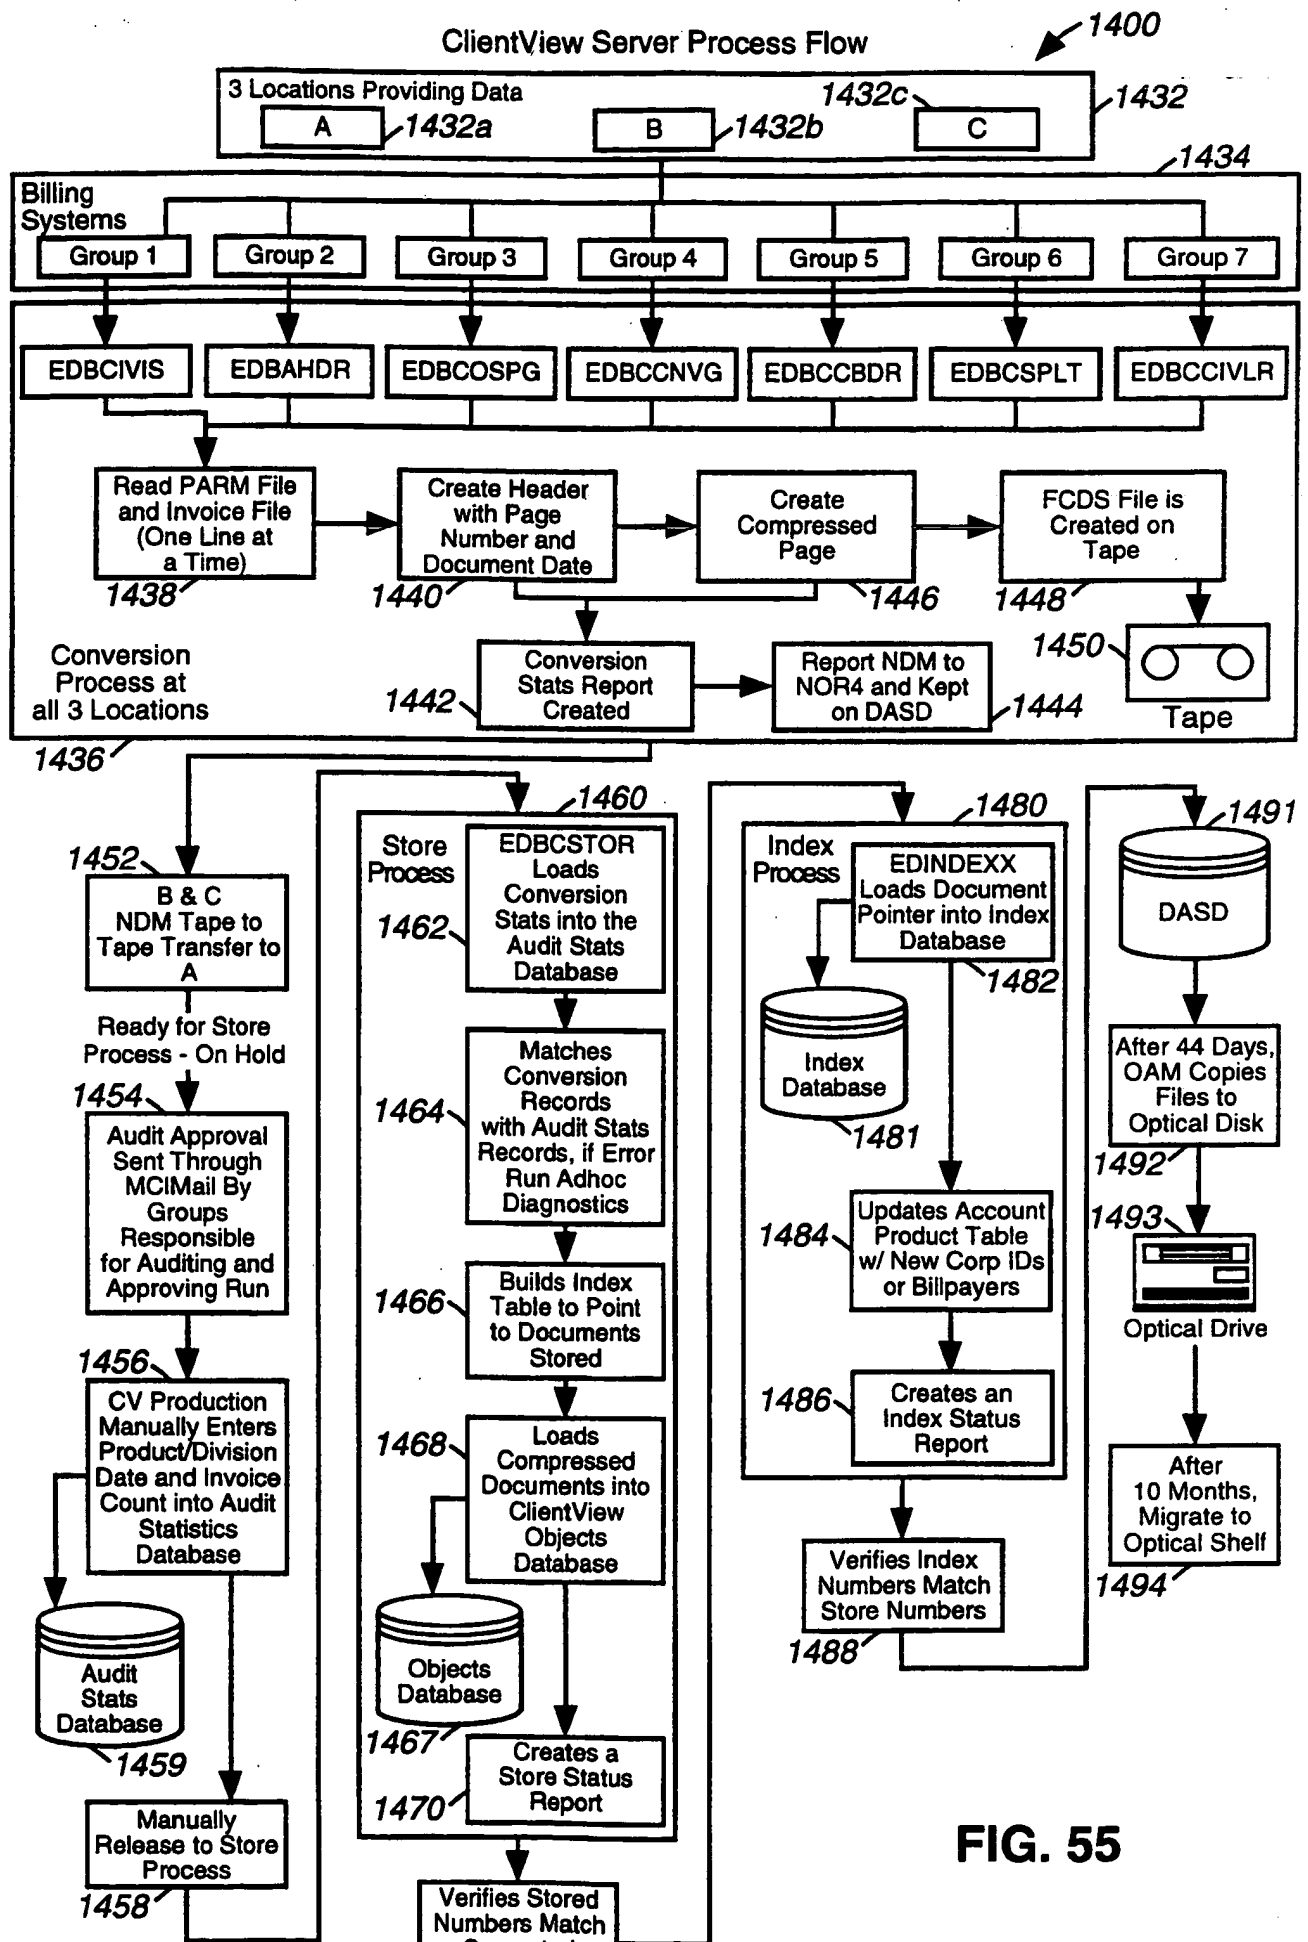 ClientView Server Process Flow
1400
3 Locations Providing Data
A
1432a
B
1432b
1432c
C
1432
1434
Billing
Systems
Group 1
Group 2
Group 3
Group 4
Group 5
Group 6
Group 7
EDBCIVIS
EDBAHDR
EDBCOSPG
EDBCCNVG
EDBCCBDR
EDBCSPLT
EDBCCIVLR
Read PARM File
and Invoice File
(One Line at
a Time)
1438
Create Header
with Page
Number and
Document Date
1440
Create
Compressed
Page
1446
FCDS File is
Created on
Tape
1448
1450
Tape
Conversion
Process at
all 3 Locations
1436
Conversion
Stats Report
Created
1442
Report NDM to
NOR4 and Kept
on DASD
1444
1452
B & C
NDM Tape to
Tape Transfer to
A
Ready for Store
Process - On Hold
1454
Audit Approval
Sent Through
MCIMail By
Groups
Responsible
for Auditing and
Approving Run
1456
CV Production
Manually Enters
Product/Division
Date and Invoice
Count into Audit
Statistics
Database
Audit
Stats
Database
1459
Manually
Release to Store
Process
1458
1460
Store
Process
EDBCSTOR
Loads
Conversion
Stats into the
Audit Stats
Database
1462
Matches
Conversion
Records
with Audit Stats
Records, if Error
Run Adhoc
Diagnostics
1464
Builds Index
Table to Point
to Documents
Stored
1466
Loads
Compressed
Documents into
ClientView
Objects
Database
1468
Objects
Database
1467
Creates a
Store Status
Report
1470
Verifies Stored
Numbers Match
1480
Index
Process
EDINDEXX
Loads Document
Pointer into Index
Database
1482
Index
Database
1481
Updates Account
Product Table
w/ New Corp IDs
or Billpayers
1484
Creates an
Index Status
Report
1486
Verifies Index
Numbers Match
Store Numbers
1488
1491
DASD
After 44 Days,
OAM Copies
Files to
Optical Disk
1492
1493
Optical Drive
After
10 Months,
Migrate to
Optical Shelf
1494
FIG. 55